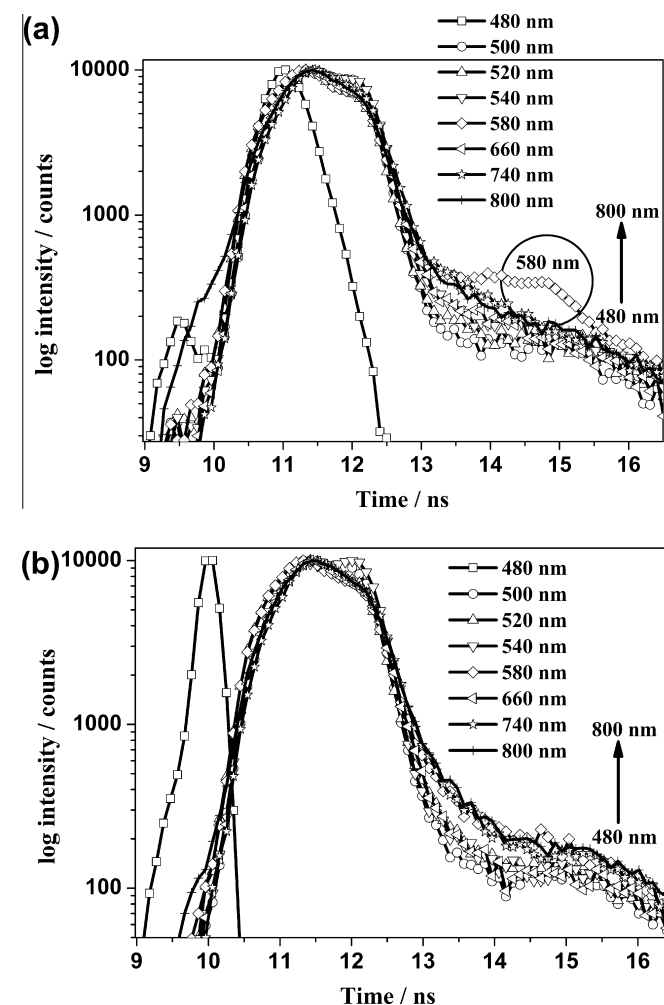 (a)
480 nm
500 nm
520 nm
540 nm
580 nm
660 nm
740 nm
800 nm
10000
1000
100
log intensity / counts
800 nm
580 nm
480 nm
9 10 11 12 13 14 15 16
Time / ns
(b)
480 nm
500 nm
520 nm
540 nm
580 nm
660 nm
740 nm
800 nm
10000
1000
100
log intensity / counts
800 nm
480 nm
9 10 11 12 13 14 15 16
Time / ns